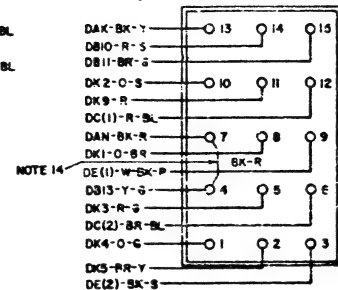 BL
DAK-BK-Y 13 14 15
DB10-R-S
BL DB11-BR-G
DK2-O-S 10 11 12
DK9-R
DC(1)-R-BL
DAN-BK-R 7 8 9
DK1-O-BR
NOTE 14 BK-R
DE(1)-W-BK-P
DB13-Y-G 4 5 6
DK3-R-G
DC(2)-BR-BL
DK4-O-G 1 2 3
DK5-BR-Y
DE(2)-BK-S